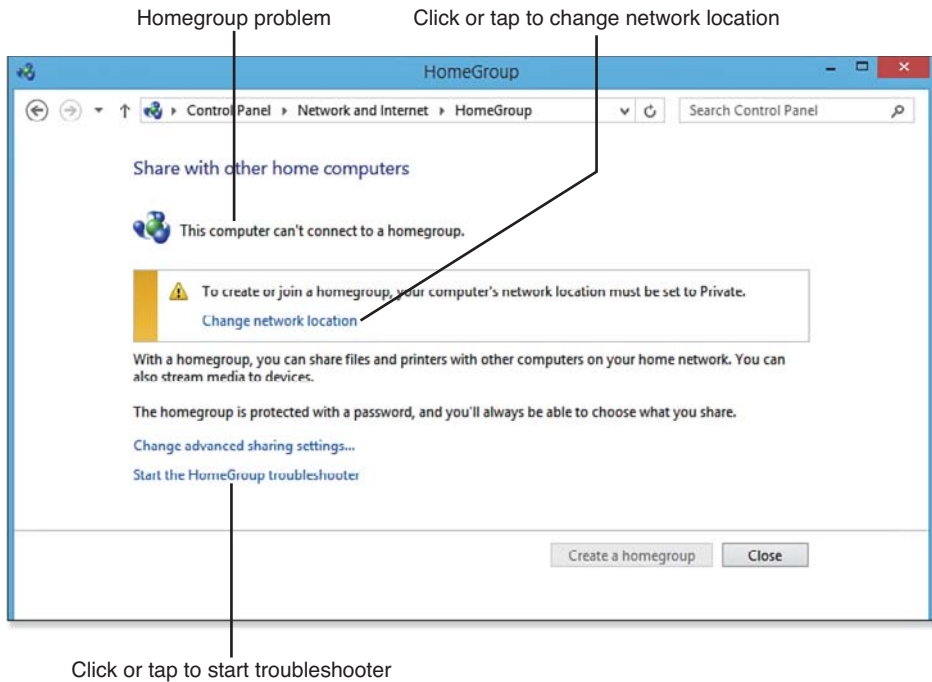 Homegroup problem
Click or tap to change network location
HomeGroup
Control Panel
Network and Internet
HomeGroup
Search Control Panel
Share with other home computers
This computer can't connect to a homegroup.
To create or join a homegroup, your computer's network location must be set to Private.
Change network location
With a homegroup, you can share files and printers with other computers on your home network. You can
also stream media to devices.
The homegroup is protected with a password, and you'll always be able to choose what you share.
Change advanced sharing settings...
Start the HomeGroup troubleshooter
Create a homegroup
Close
Click or tap to start troubleshooter